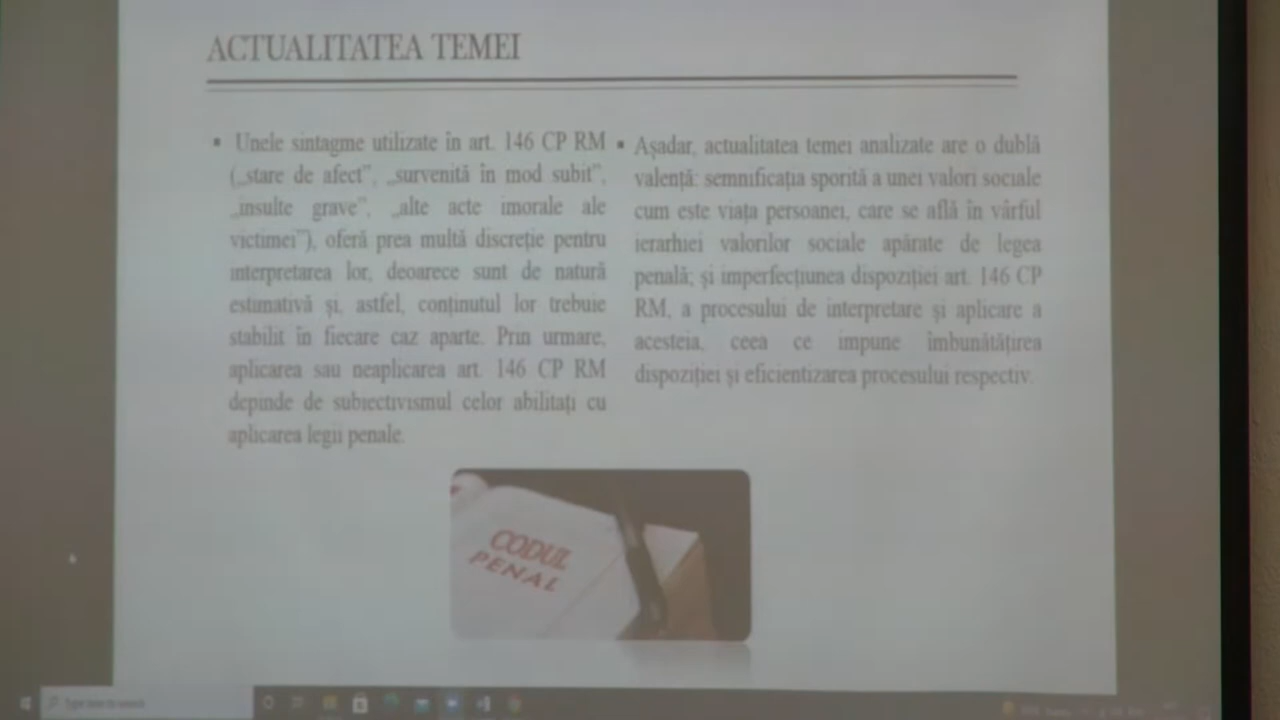 ACTUALITATEA TEMEI
▪ Unele sintagme utilizate în art. 146 CP RM
(„stare de afect”, „survenită în mod subit”,
„insulte grave”, „alte acte imorale ale
victimei”), oferă prea multă discreție pentru
interpretarea lor, deoarece sunt de natură
estimativă și, astfel, conținutul lor trebuie
stabilit în fiecare caz aparte. Prin urmare,
aplicarea sau neaplicarea art. 146 CP RM
depinde de subiectivismul celor abilitați cu
aplicarea legii penale.
▪ Așadar, actualitatea temei analizate are o dublă
valență: semnificația sporită a unei valori sociale
cum este viața persoanei, care se află în vârful
ierarhiei valorilor sociale apărate de legea
penală; și imperfecțiunea dispoziției art. 146 CP
RM, a procesului de interpretare și aplicare a
acesteia, ceea ce impune îmbunătățirea
dispoziției și eficientizarea procesului respectiv.
CODUL
PENAL
Type here to search